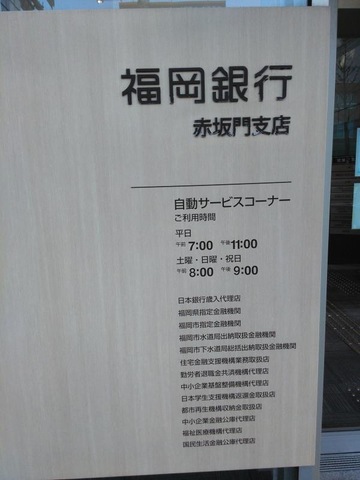 福岡銀行
赤坂門支店
自動サービスコーナー
ご利用時間
平日
午前 7:00 午後 11:00
土曜・日曜・祝日
午前 8:00 午後 9:00
日本銀行歳入代理店
福岡県指定金融機関
福岡市指定金融機関
福岡市水道局出納取扱金融機関
福岡市下水道局総括出納取扱金融機関
住宅金融支援機構業務取扱店
勤労者退職金共済機構代理店
中小企業基盤整備機構代理店
日本学生支援機構返還金取扱店
都市再生機構収納金取扱店
中小企業金融公庫代理店
福祉医療機構代理店
国民生活金融公庫代理店